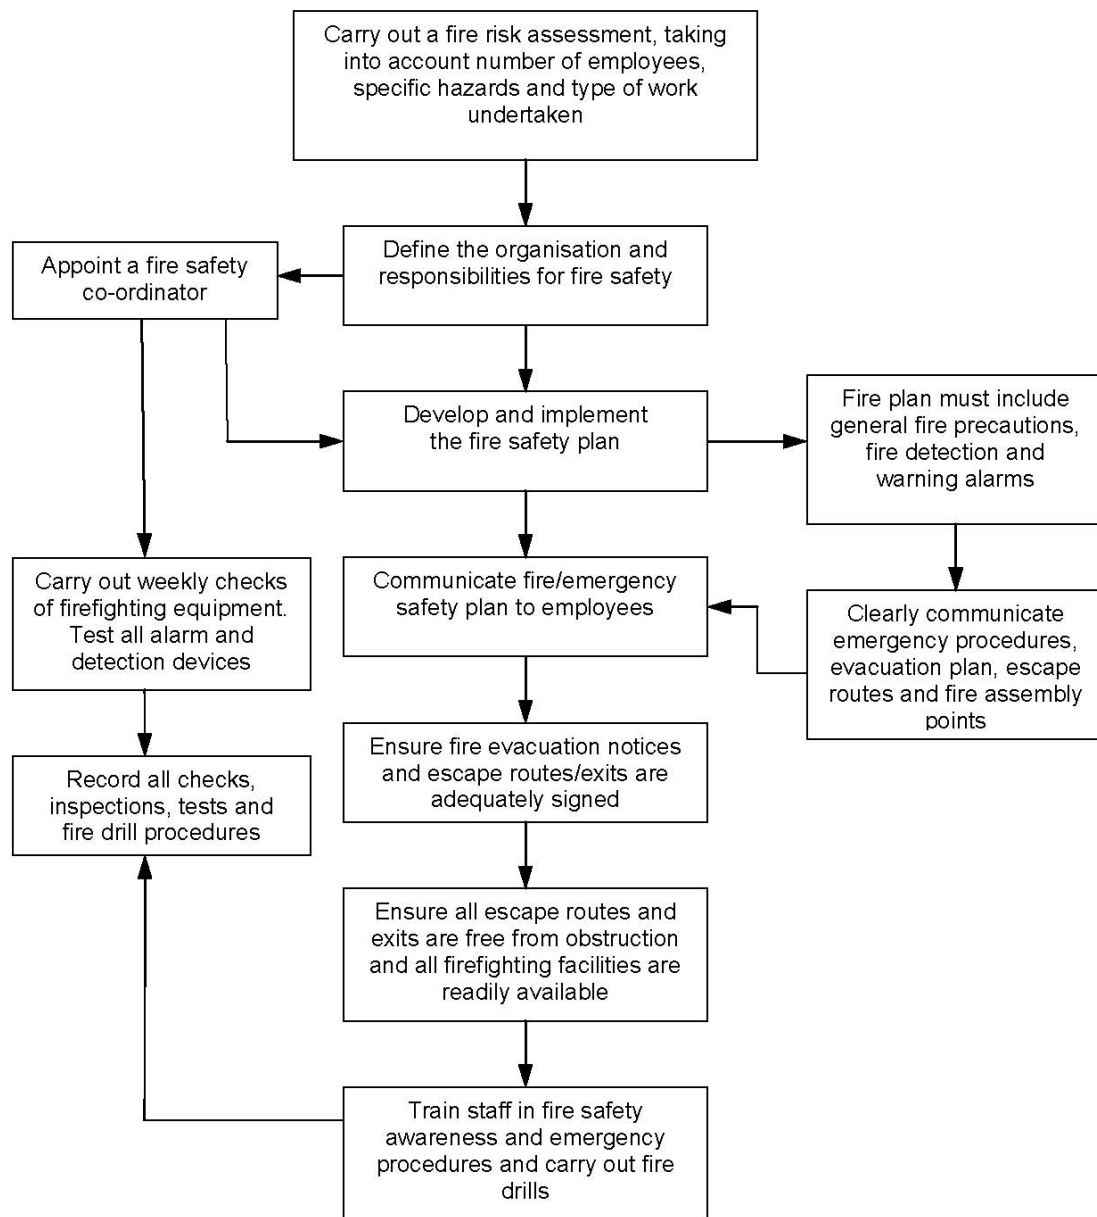 Carry out a fire risk assessment, taking
into account number of employees,
specific hazards and type of work
undertaken
Define the organisation and
responsibilities for fire safety
Appoint a fire safety
co-ordinator
Develop and implement
the fire safety plan
Fire plan must include
general fire precautions,
fire detection and
warning alarms
Carry out weekly checks
of firefighting equipment.
Test all alarm and
detection devices
Communicate fire/emergency
safety plan to employees
Clearly communicate
emergency procedures,
evacuation plan, escape
routes and fire assembly
points
Record all checks,
inspections, tests and
fire drill procedures
Ensure fire evacuation notices
and escape routes/exits are
adequately signed
Ensure all escape routes and
exits are free from obstruction
and all firefighting facilities are
readily available
Train staff in fire safety
awareness and emergency
procedures and carry out fire
drills